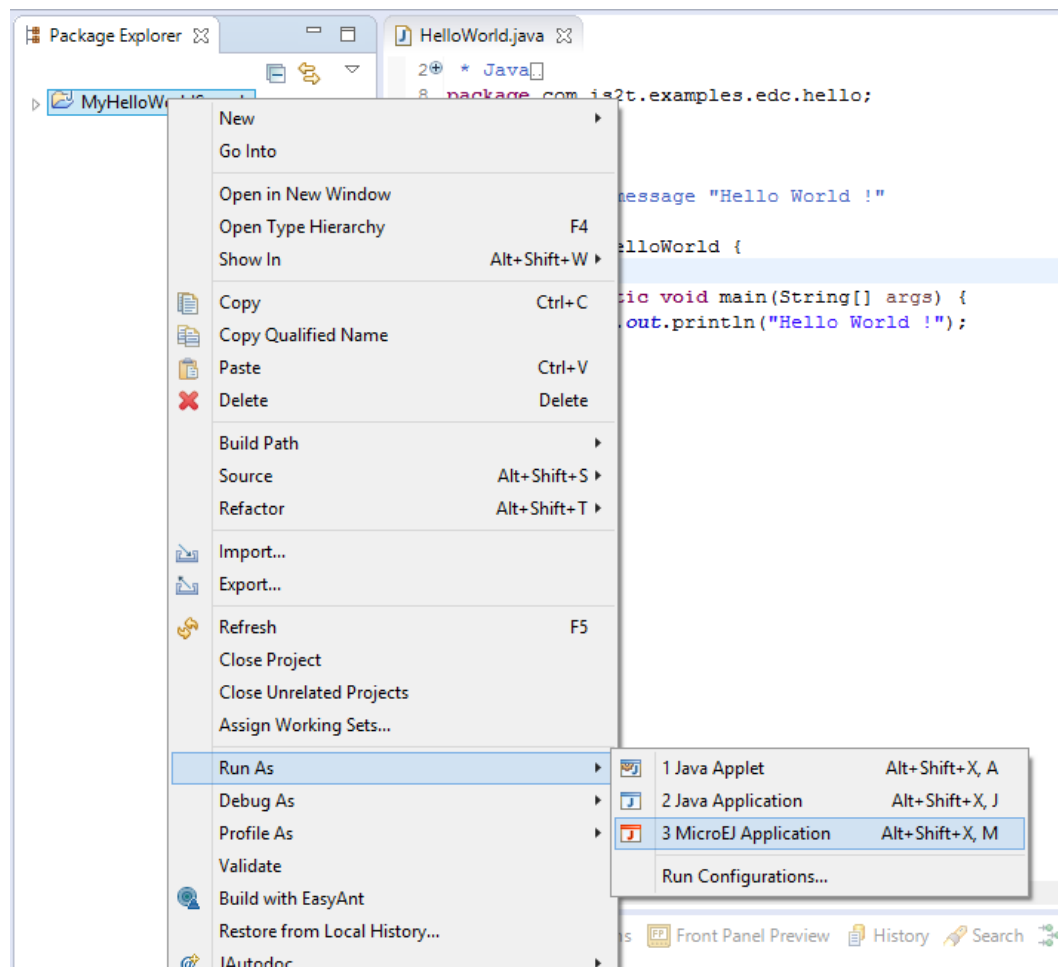 Package Explorer
HelloWorld.java
2 * Java
MyHelloWo
8 package com.is2t.examples.edc.hello;
message "Hello World !"
elloWorld {
tic void main(String[] args) {
.out.println("Hello World !");
New
Go Into
Open in New Window
Open Type Hierarchy F4
Show In Alt+Shift+W
Copy Ctrl+C
Copy Qualified Name
Paste Ctrl+V
Delete Delete
Build Path
Source Alt+Shift+S
Refactor Alt+Shift+T
Import...
Export...
Refresh F5
Close Project
Close Unrelated Projects
Assign Working Sets...
Run As
Debug As
Profile As
Validate
Build with EasyAnt
Restore from Local History...
JAutodoc
1 Java Applet Alt+Shift+X, A
2 Java Application Alt+Shift+X, J
3 MicroEJ Application Alt+Shift+X, M
Run Configurations...
FP Front Panel Preview History Search